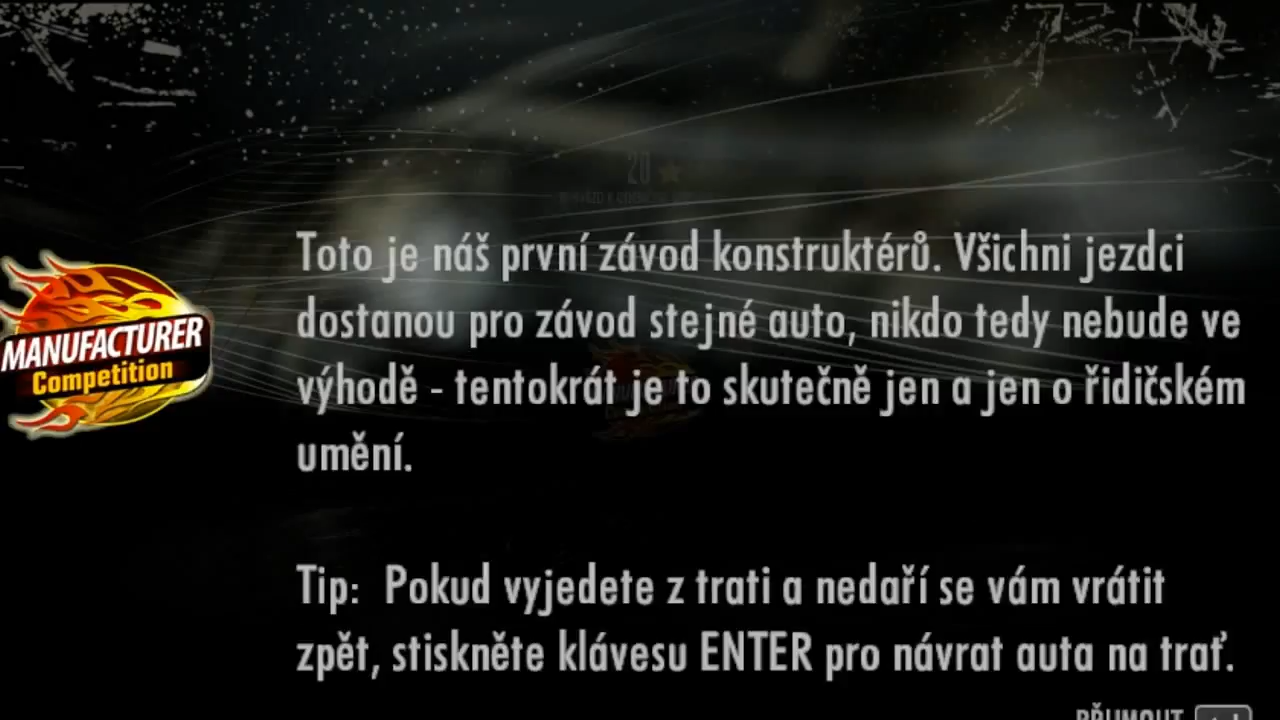 20
Toto je náš první závod konstruktérů. Všichni jezdci
dostanou pro závod stejné auto, nikdo tedy nebude ve
výhodě - tentokrát je to skutečně jen a jen o řidičském
umění.
MANUFACTURER
Competition
Tip: Pokud vyjedete z trati a nedaří se vám vrátit
zpět, stiskněte klávesu ENTER pro návrat auta na trať.
PŘIJMOUT